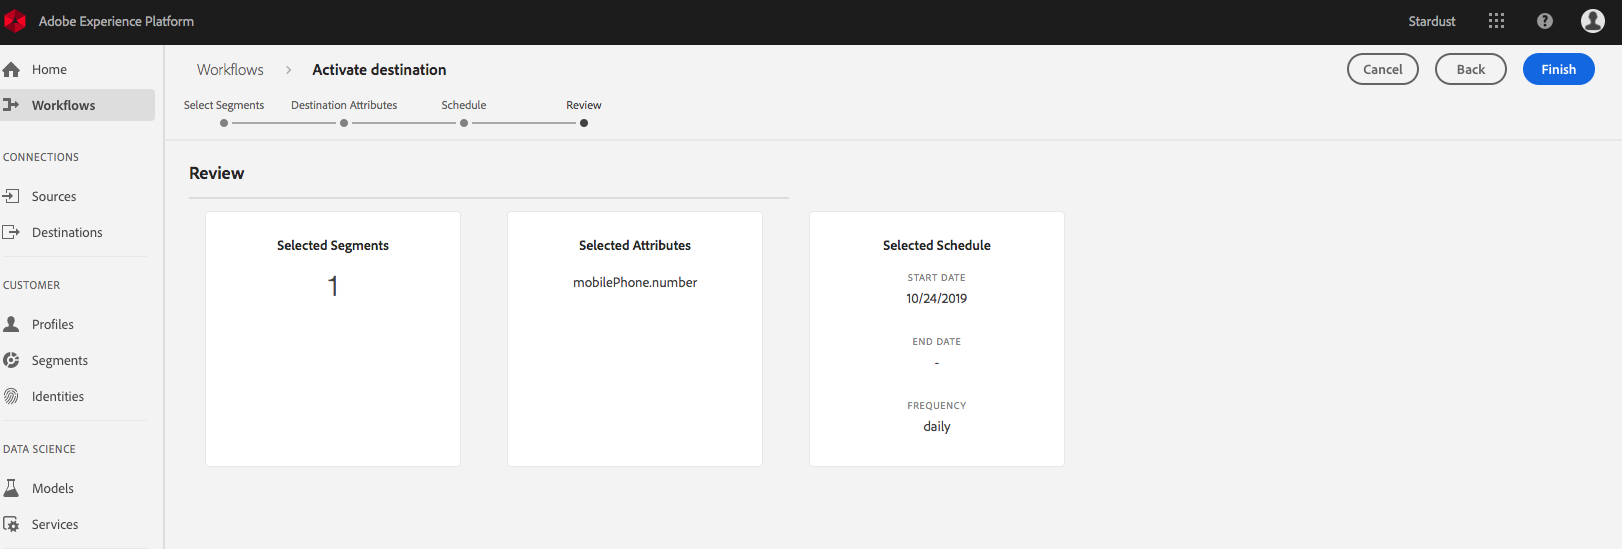 Adobe Experience Platform
Stardust
Home
Workflows
CONNECTIONS
Sources
Destinations
CUSTOMER
Profiles
Segments
Identities
DATA SCIENCE
Models
Services
Workflows > Activate destination
Cancel
Back
Finish
Select Segments
Destination Attributes
Schedule
Review
Review
Selected Segments
1
Selected Attributes
mobilePhone.number
Selected Schedule
START DATE
10/24/2019
END DATE
-
FREQUENCY
daily